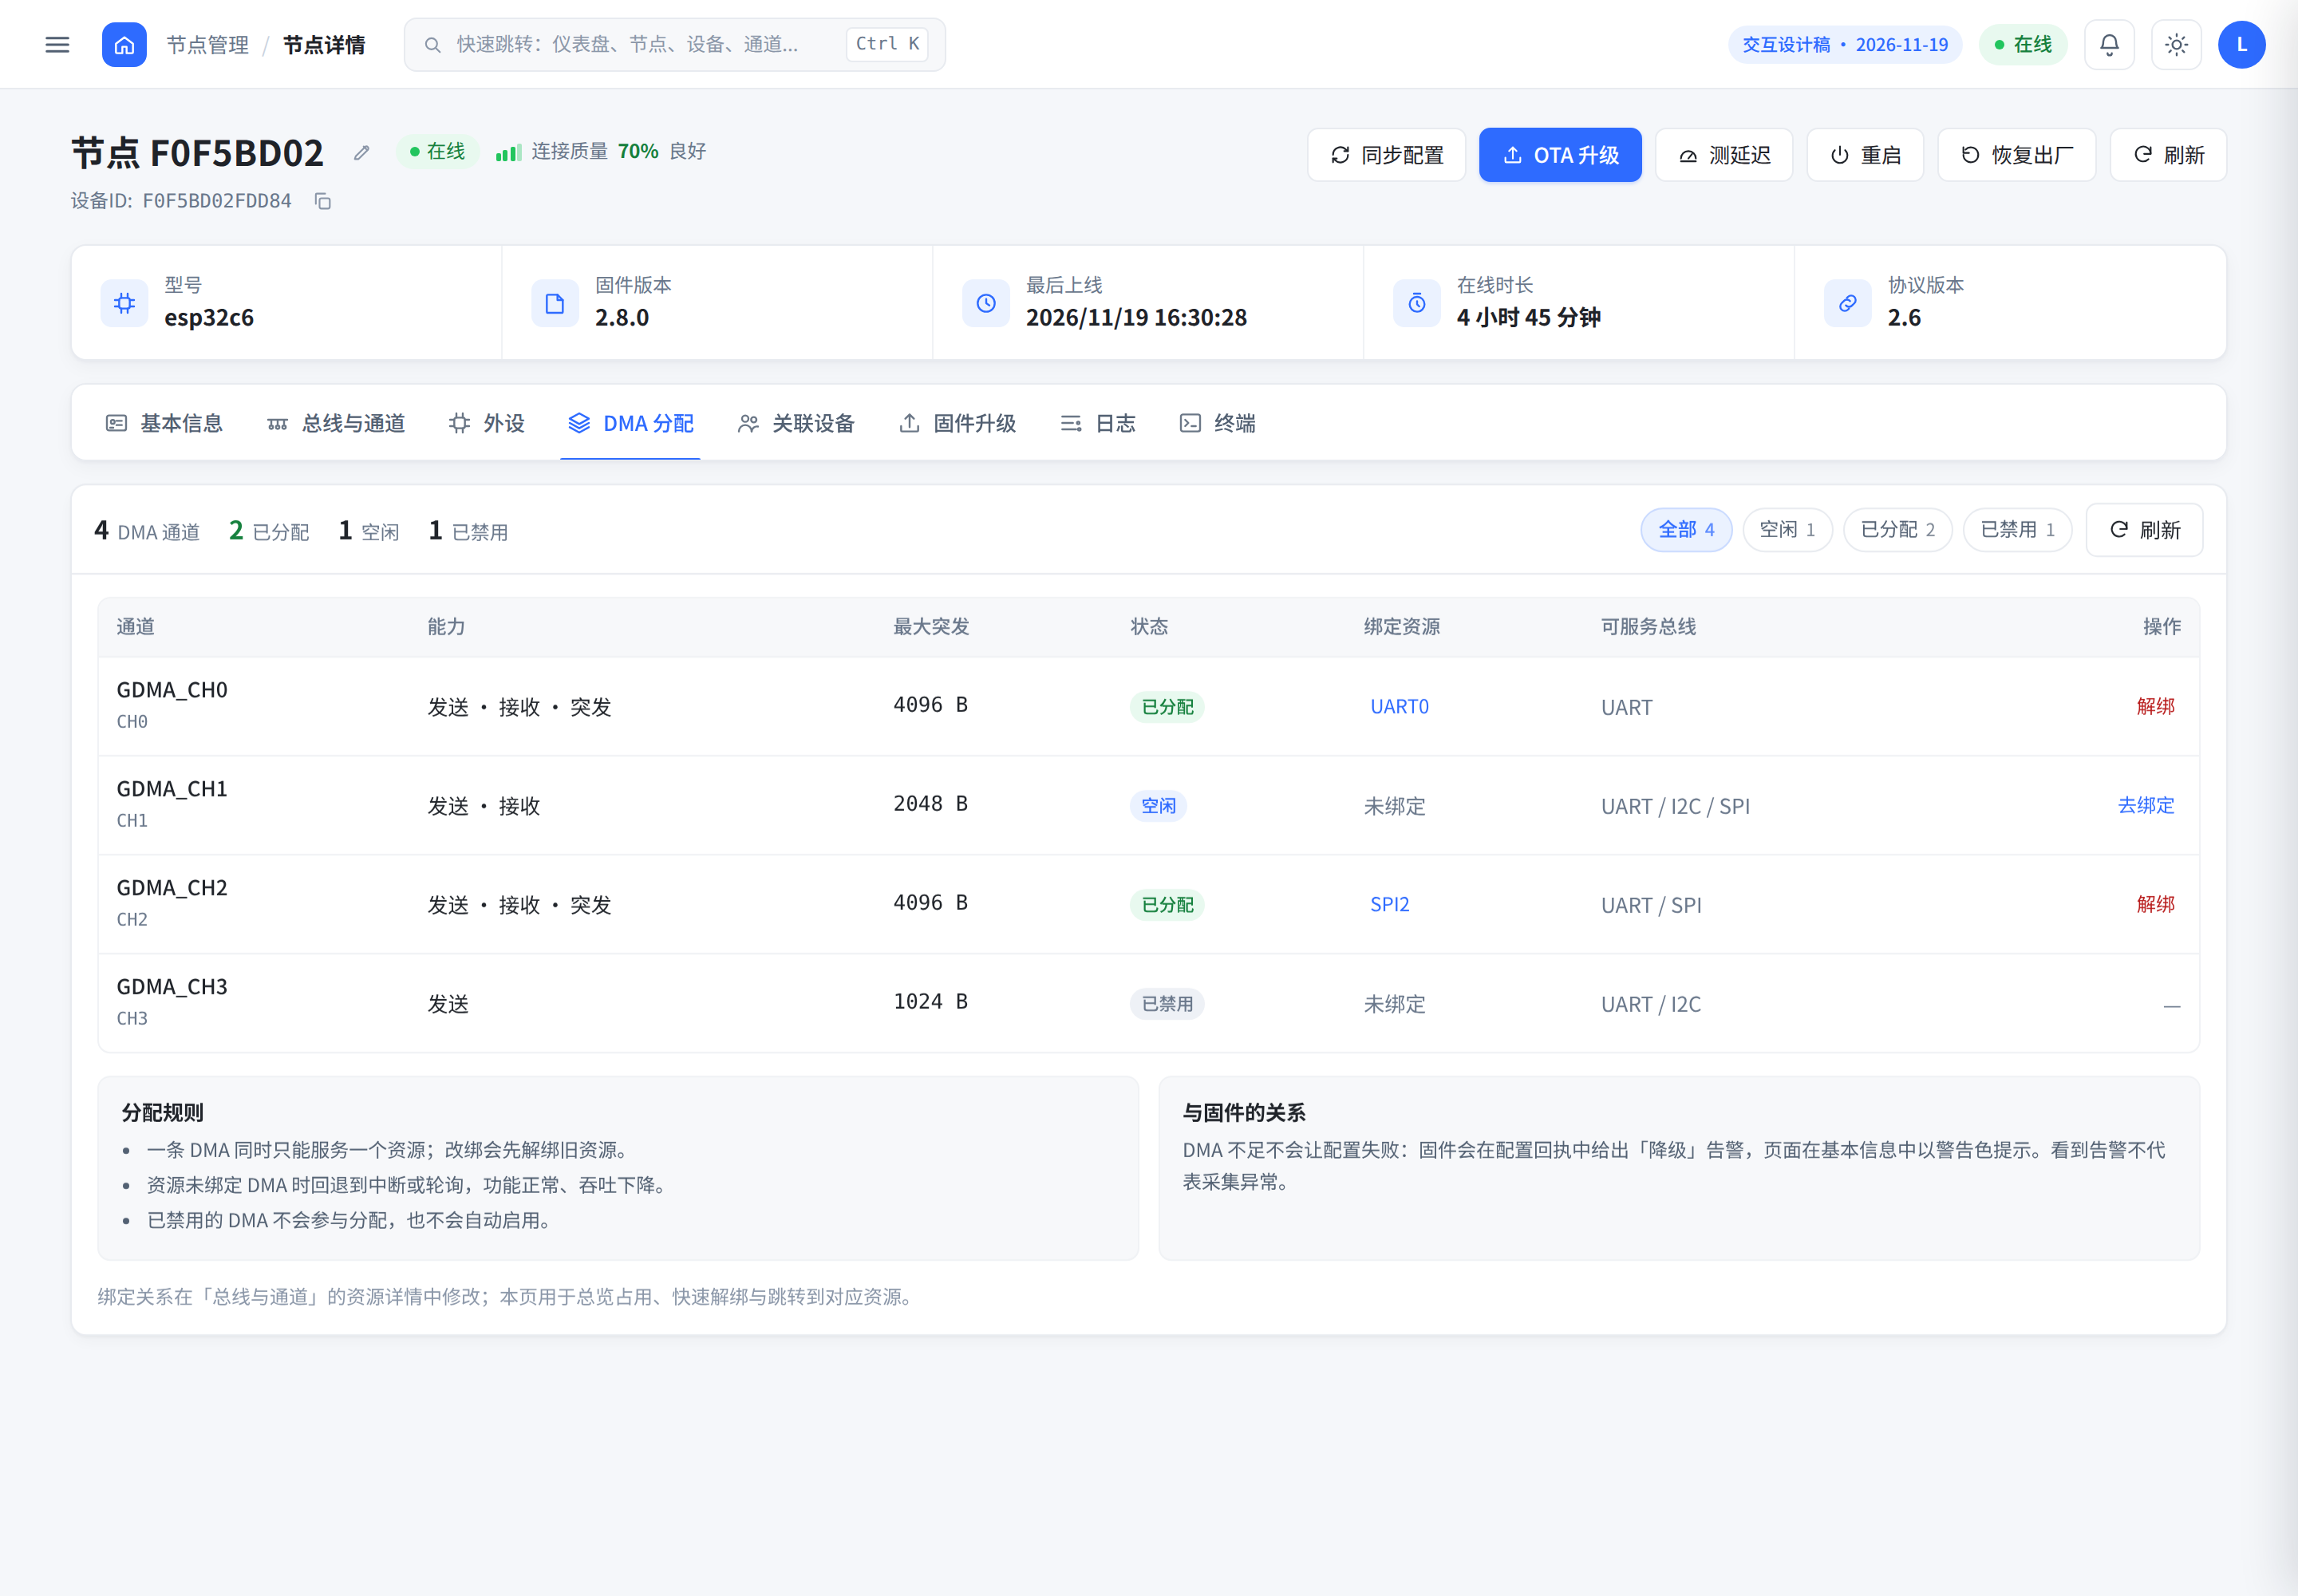 节点管理 / 节点详情
快速跳转：仪表盘、节点、设备、通道... Ctrl K
交互设计稿 · 2026-11-19
在线
L
节点 F0F5BD02
在线
连接质量 70% 良好
同步配置
OTA 升级
测延迟
重启
恢复出厂
刷新
设备ID: F0F5BD02FDD84
型号
esp32c6
固件版本
2.8.0
最后上线
2026/11/19 16:30:28
在线时长
4 小时 45 分钟
协议版本
2.6
基本信息
总线与通道
外设
DMA 分配
关联设备
固件升级
日志
终端
4 DMA 通道 2 已分配 1 空闲 1 已禁用
全部 4
空闲 1
已分配 2
已禁用 1
刷新
通道 能力 最大突发 状态 绑定资源 可服务总线 操作
GDMA_CH0
CH0
发送 · 接收 · 突发 4096 B 已分配 UART0 UART 解绑
GDMA_CH1
CH1
发送 · 接收 2048 B 空闲 未绑定 UART / I2C / SPI 去绑定
GDMA_CH2
CH2
发送 · 接收 · 突发 4096 B 已分配 SPI2 UART / SPI 解绑
GDMA_CH3
CH3
发送 1024 B 已禁用 未绑定 UART / I2C —
分配规则
• 一条 DMA 同时只能服务一个资源；改绑会先解绑旧资源。
• 资源未绑定 DMA 时回退到中断或轮询，功能正常、吞吐下降。
• 已禁用的 DMA 不会参与分配，也不会自动启用。
与固件的关系
DMA 不足不会让配置失败：固件会在配置回执中给出「降级」告警，页面在基本信息中以警告色提示。看到告警不代
表采集异常。
绑定关系在「总线与通道」的资源详情中修改；本页用于总览占用、快速解绑与跳转到对应资源。